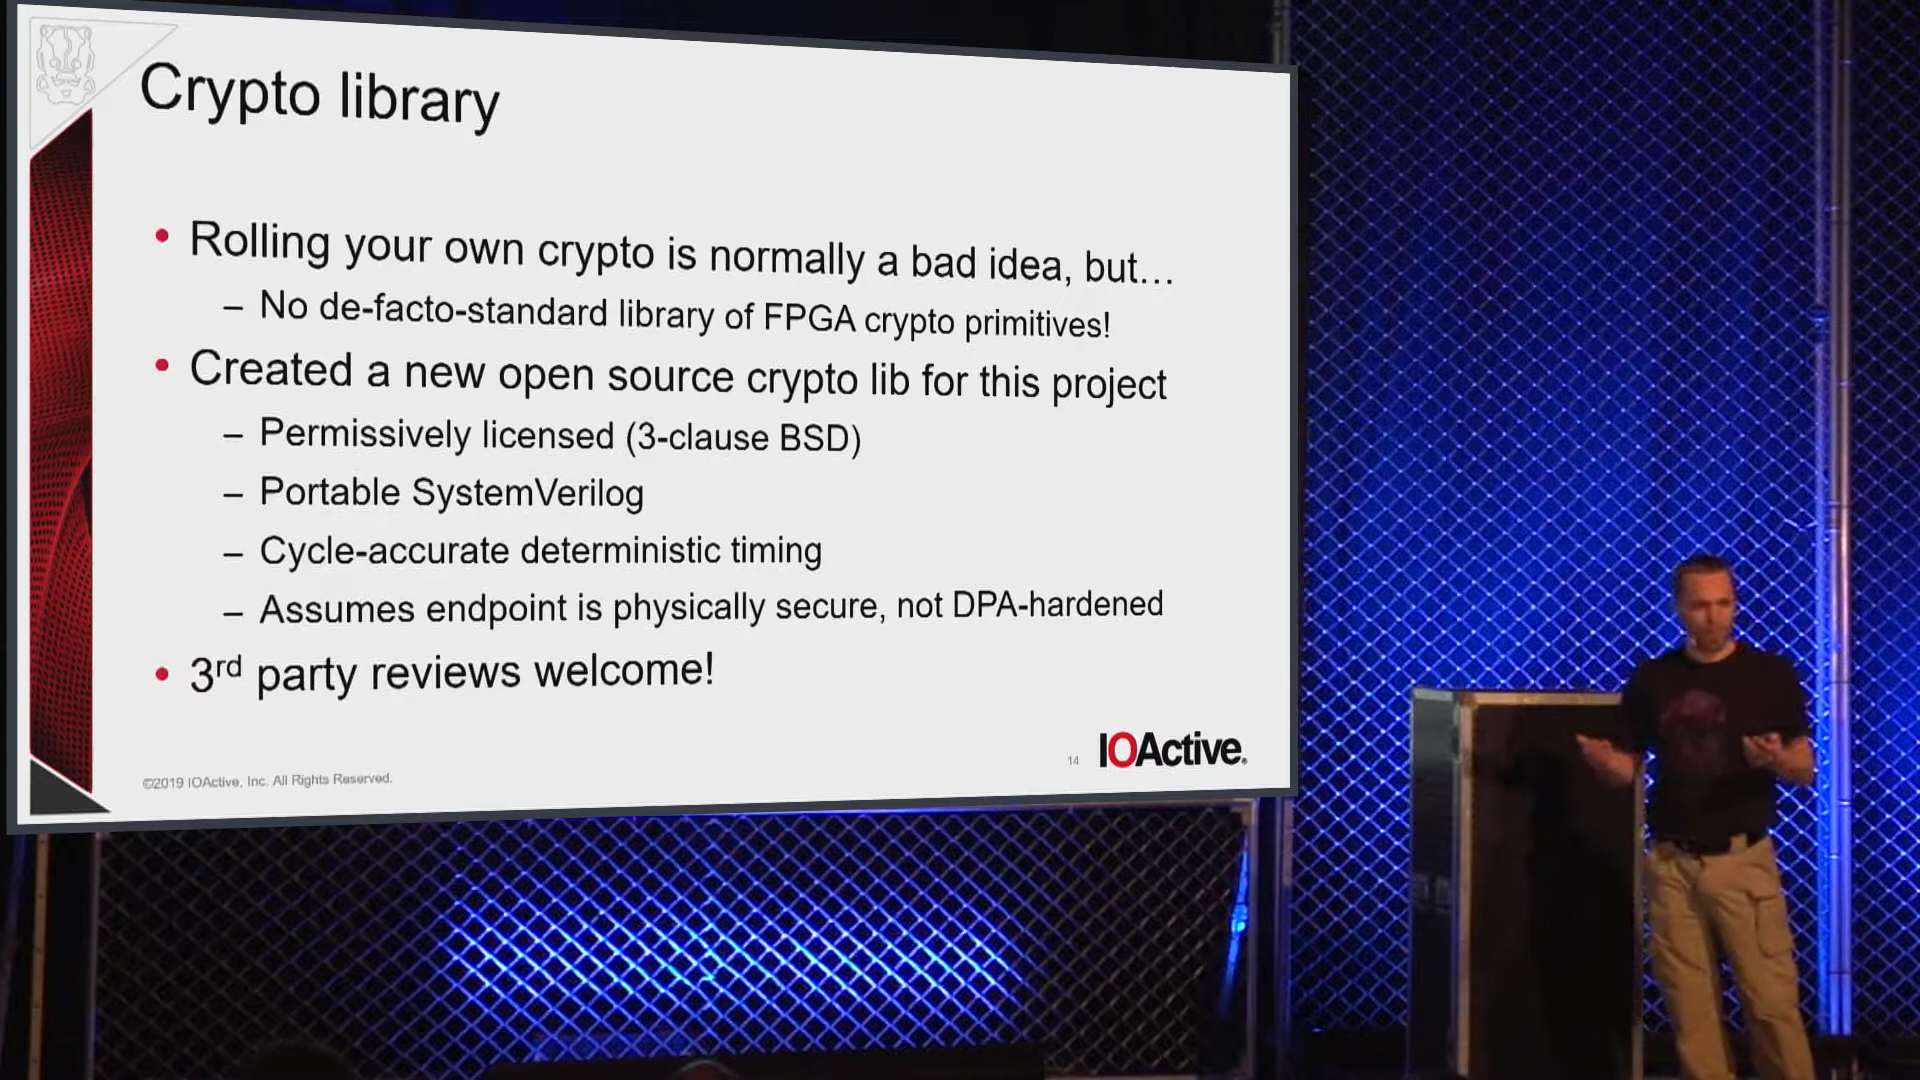 Crypto library
• Rolling your own crypto is normally a bad idea, but...
– No de-facto-standard library of FPGA crypto primitives!
• Created a new open source crypto lib for this project
– Permissively licensed (3-clause BSD)
– Portable SystemVerilog
– Cycle-accurate deterministic timing
– Assumes endpoint is physically secure, not DPA-hardened
• 3rd party reviews welcome!
14 IOActive.
©2019 IOActive, Inc. All Rights Reserved.